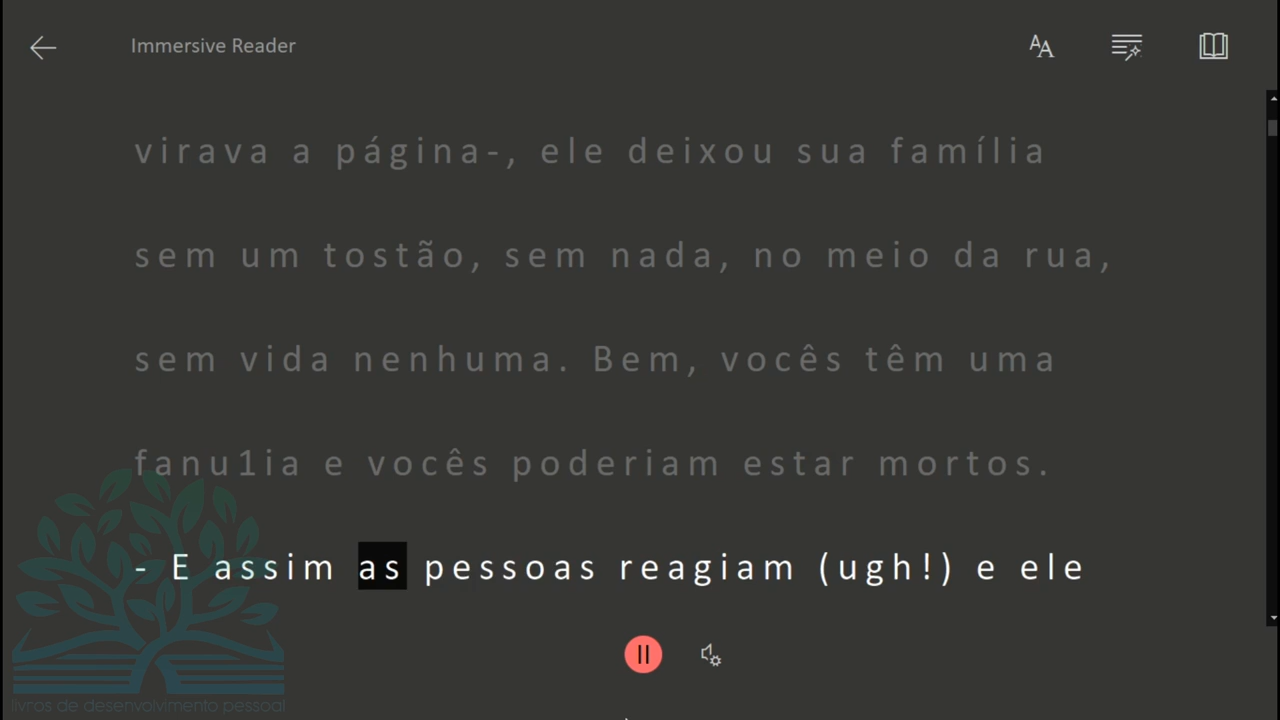 Immersive Reader
virava a página-, ele deixou sua família
sem um tostão, sem nada, no meio da rua,
sem vida nenhuma. Bem, vocês têm uma
fanu1ia e vocês poderiam estar mortos.
- E assim as pessoas reagiam (ugh!) e ele
livros de desenvolvimento pessoal